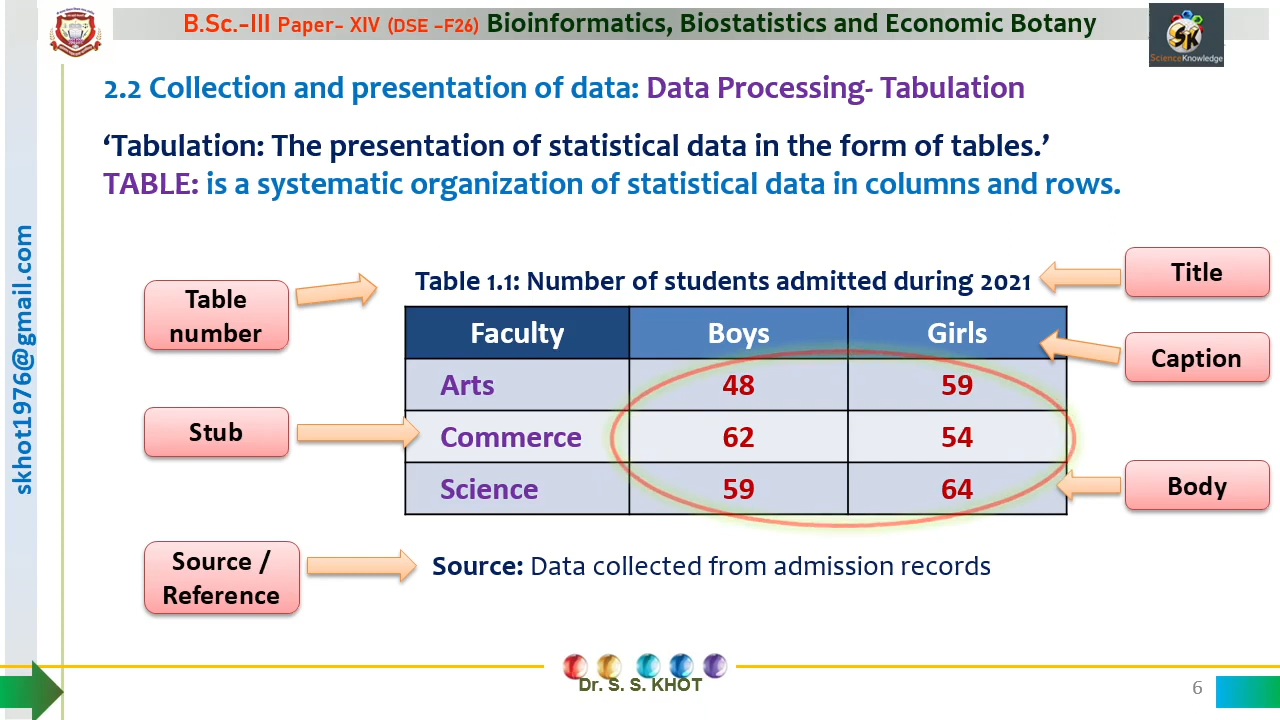 B.Sc.-III Paper- XIV (DSE –F26) Bioinformatics, Biostatistics and Economic Botany
SK
ScienceKnowledge
2.2 Collection and presentation of data: Data Processing- Tabulation
‘Tabulation: The presentation of statistical data in the form of tables.’
TABLE: is a systematic organization of statistical data in columns and rows.
skhot1976@gmail.com
Table number
Table 1.1: Number of students admitted during 2021
Title
Faculty Boys Girls
Caption
Arts 48 59
Stub
Commerce 62 54
Science 59 64
Body
Source /
Reference
Source: Data collected from admission records
Dr. S. S. KHOT
6